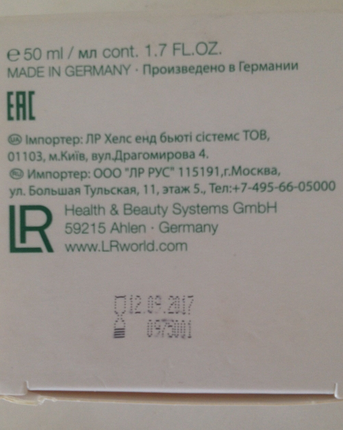 ℮ 50 ml / мл cont. 1.7 FL.OZ.
MADE IN GERMANY · Произведено в Германии
EAC
Імпортер: ЛР Хелс енд бьюті сістемс ТОВ,
01103, м.Київ, вул.Драгомирова 4.
Импортер: ООО "ЛР РУС" 115191,г.Москва,
ул. Большая Тульская, 11, этаж 5., Тел:+7-495-66-05000
LR
Health & Beauty Systems GmbH
59215 Ahlen · Germany
www.LRworld.com
12.09.2017
0975001